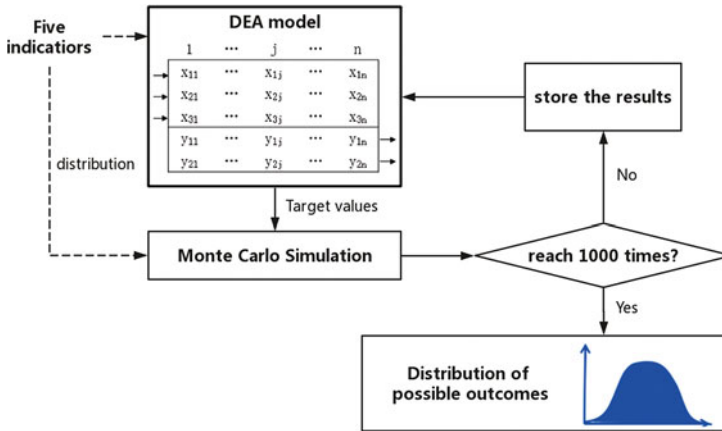 Five
indicatiors
DEA model
1 ··· j ··· n
x11 ··· x1j ··· x1n
x21 ··· x2j ··· x2n
x31 ··· x3j ··· x3n
y11 ··· y1j ··· y1n
y21 ··· y2j ··· y2n
store the results
distribution
No
Target values
Monte Carlo Simulation
reach 1000 times?
Yes
Distribution of
possible outcomes